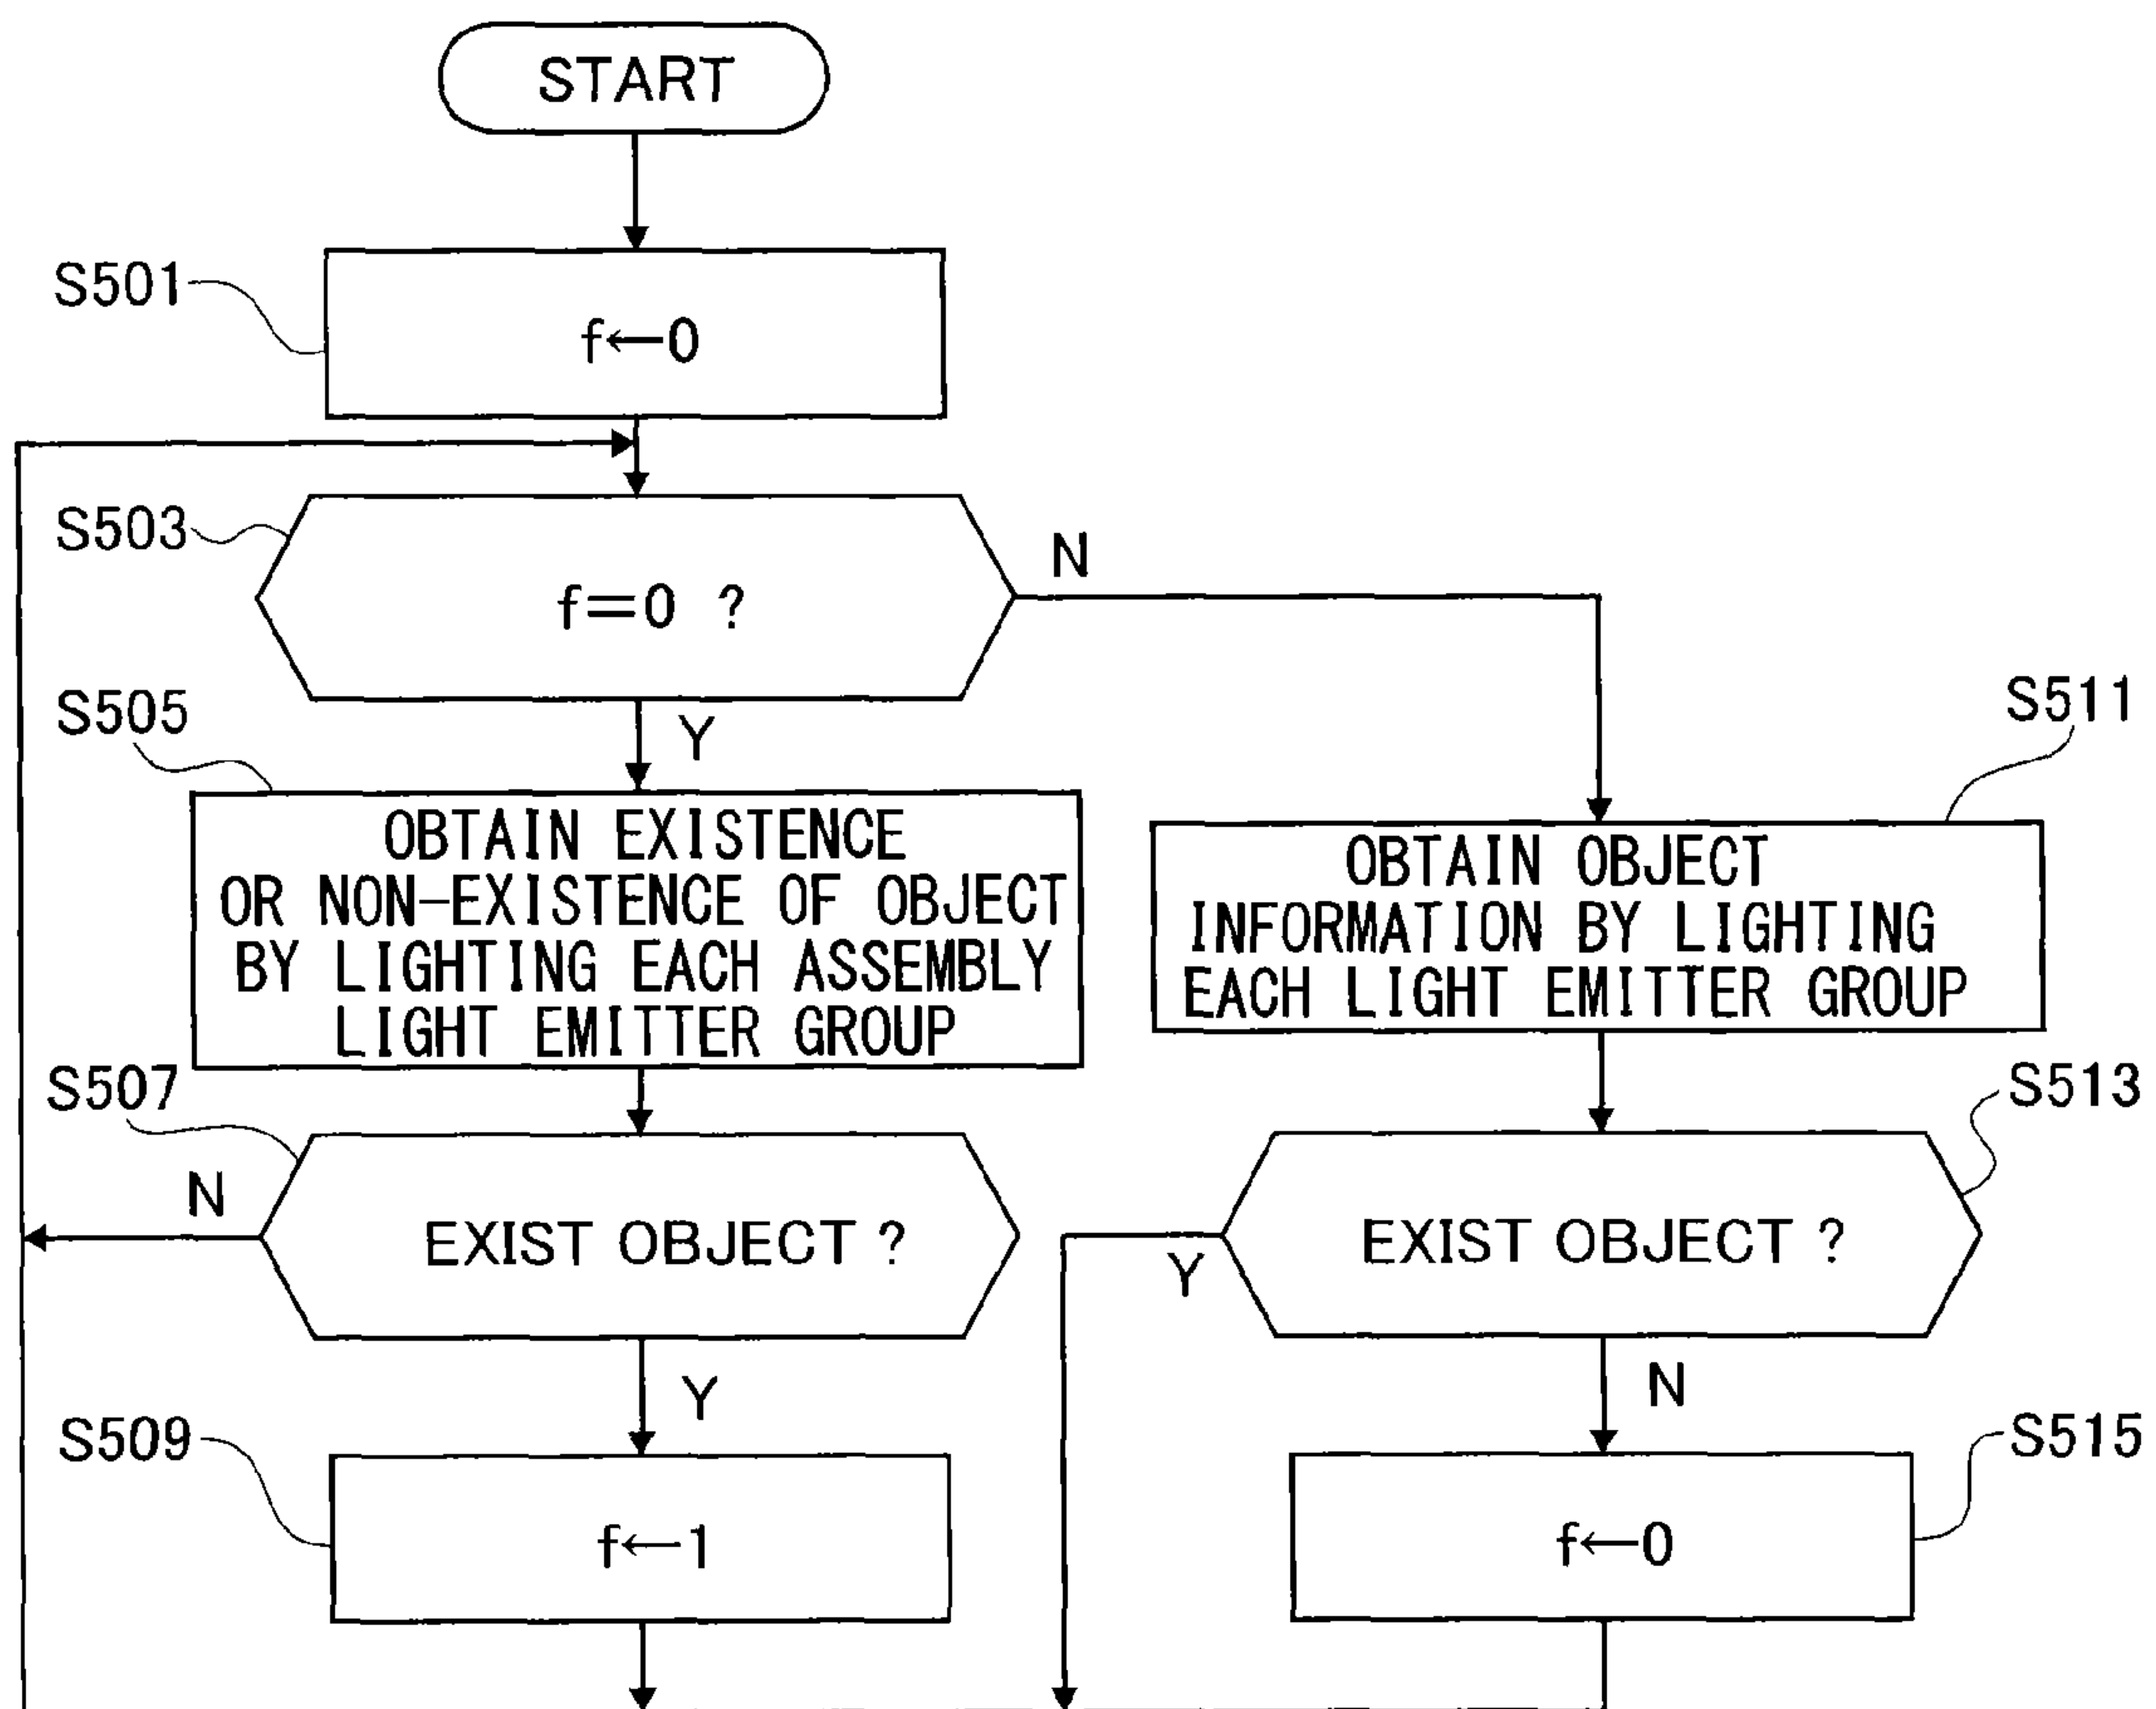 START
S501
f←0
S503
f=0 ?
N
Y
S505
OBTAIN EXISTENCE
OR NON-EXISTENCE OF OBJECT
BY LIGHTING EACH ASSEMBLY
LIGHT EMITTER GROUP
S511
OBTAIN OBJECT
INFORMATION BY LIGHTING
EACH LIGHT EMITTER GROUP
S507
N
EXIST OBJECT ?
Y
S513
EXIST OBJECT ?
Y
N
S509
f←1
S515
f←0